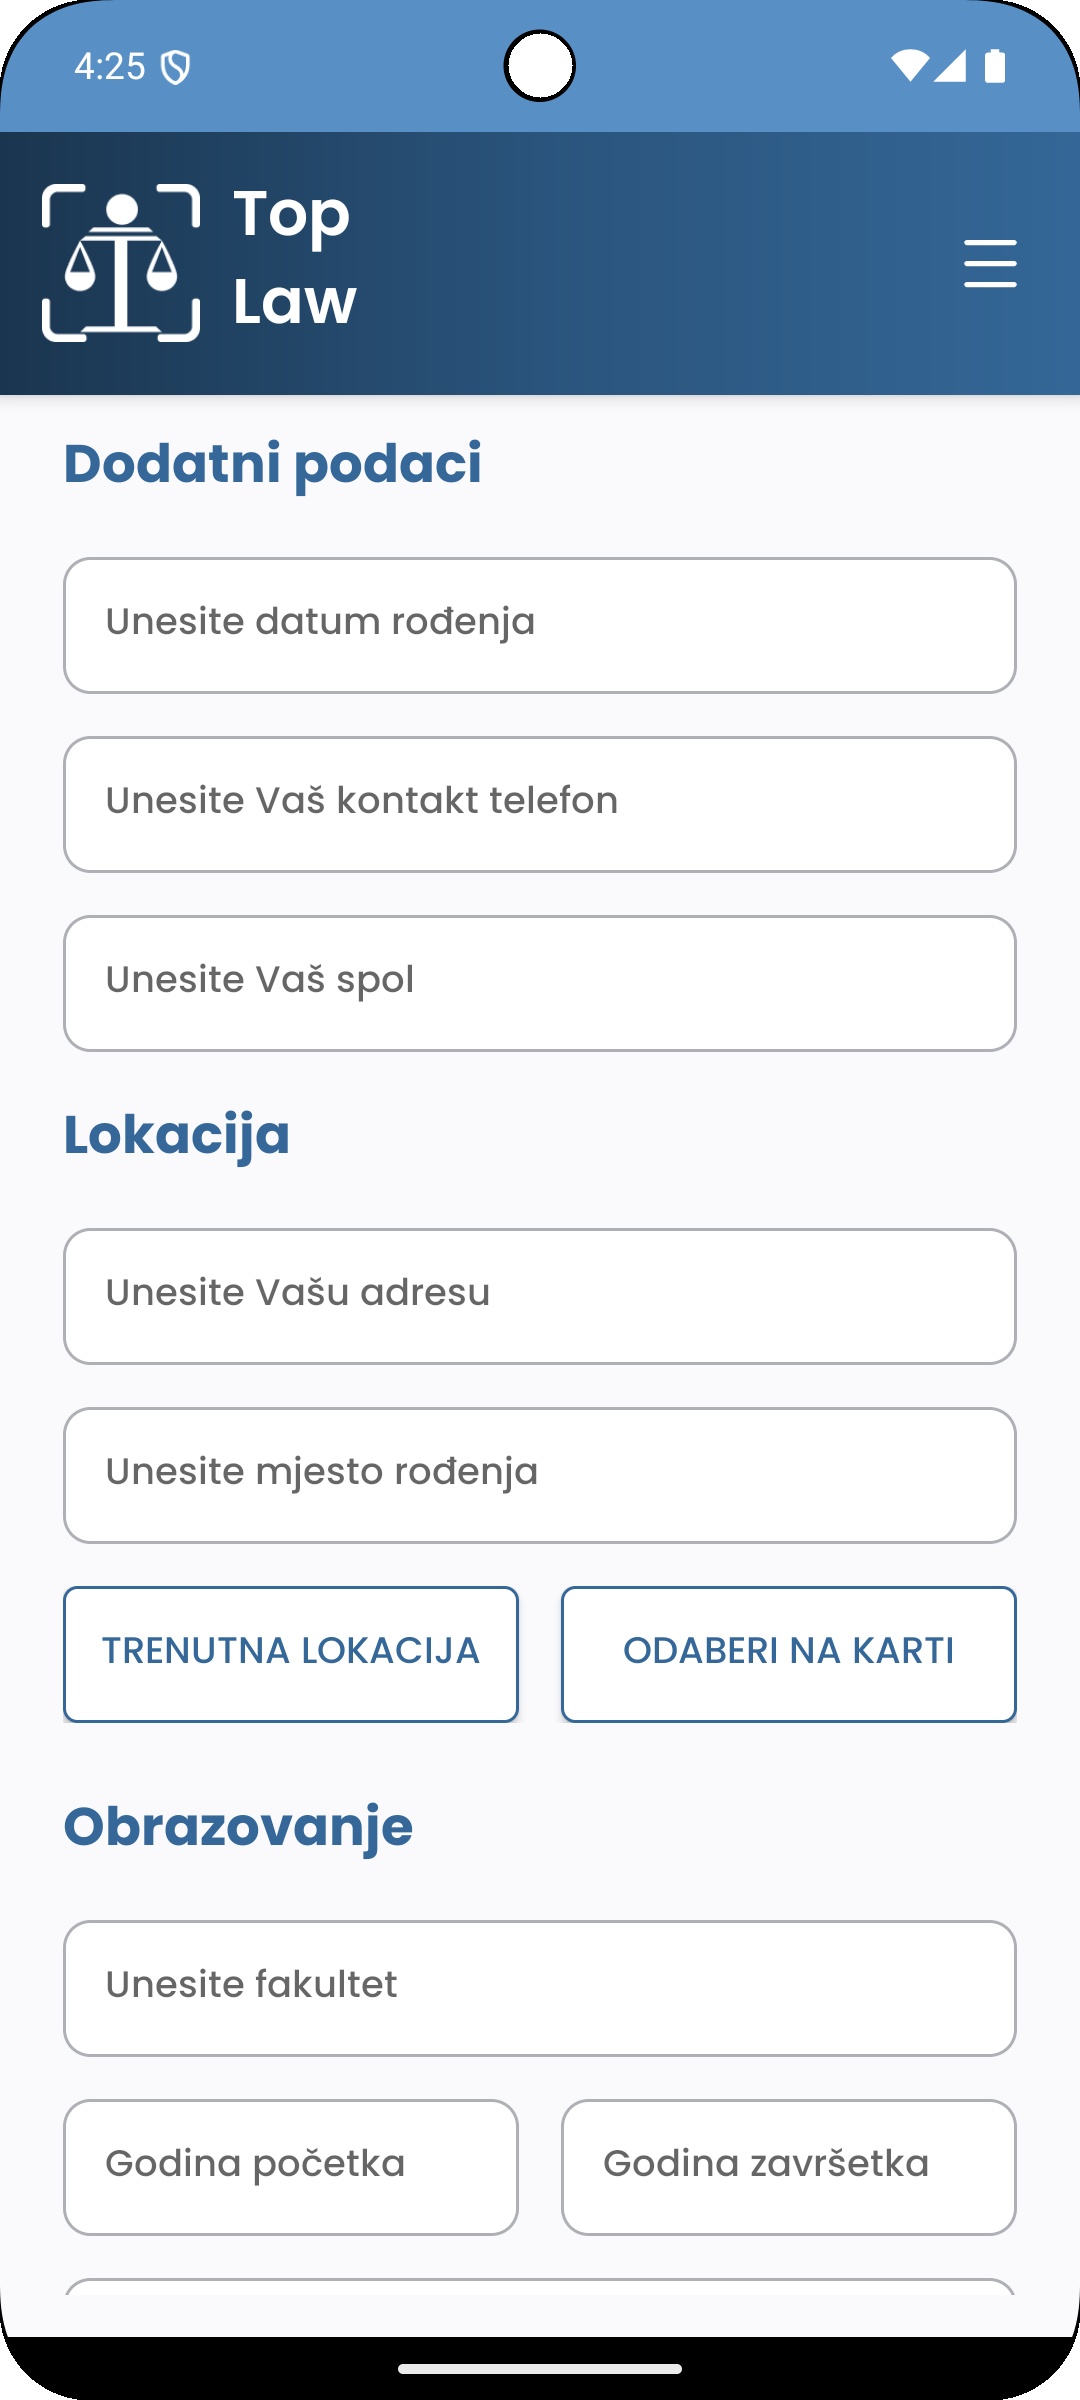 4:25
Top
Law
Dodatni podaci
Unesite datum rođenja
Unesite Vaš kontakt telefon
Unesite Vaš spol
Lokacija
Unesite Vašu adresu
Unesite mjesto rođenja
TRENUTNA LOKACIJA
ODABERI NA KARTI
Obrazovanje
Unesite fakultet
Godina početka
Godina završetka